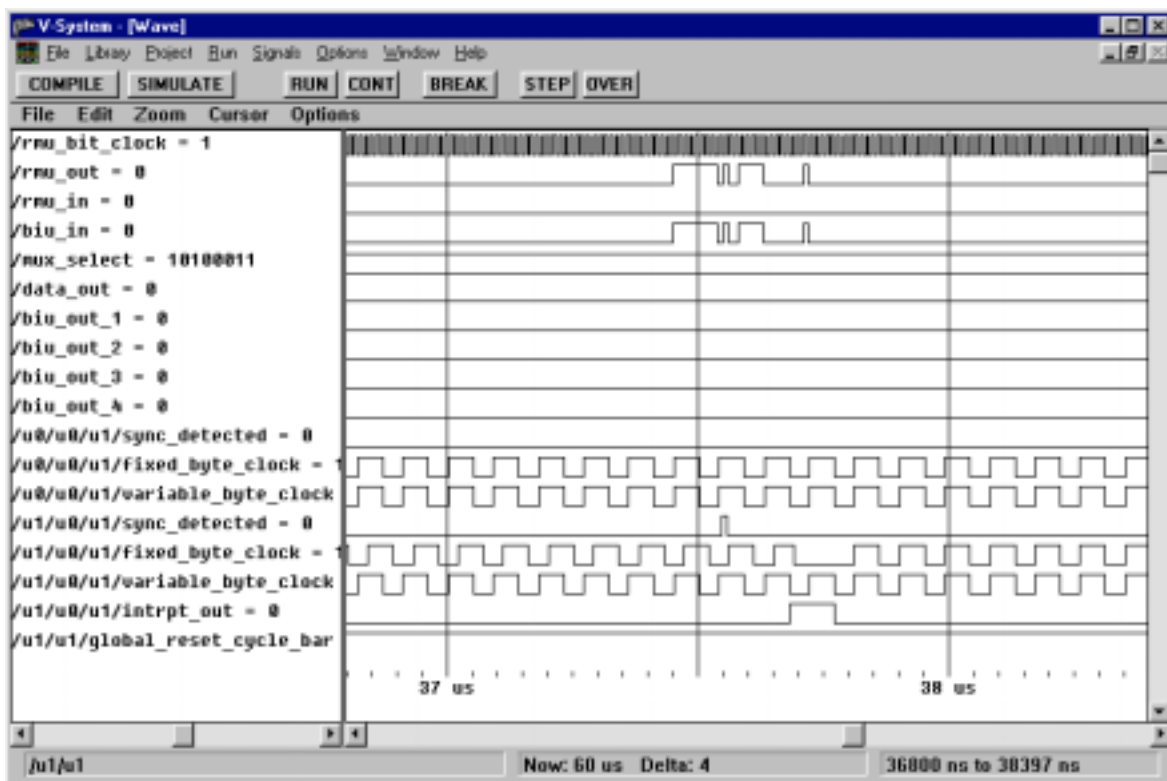 V-System - [Wave]
File Library Project Run Signals Options Window Help
COMPILE SIMULATE RUN CONT BREAK STEP OVER
File Edit Zoom Cursor Options
/rmu_bit_clock = 1
/rmu_out = 0
/rmu_in = 0
/biu_in = 0
/mux_select = 10100011
/data_out = 0
/biu_out_1 = 0
/biu_out_2 = 0
/biu_out_3 = 0
/biu_out_4 = 0
/u0/u0/u1/sync_detected = 0
/u0/u0/u1/fixed_byte_clock = 1
/u0/u0/u1/variable_byte_clock
/u1/u0/u1/sync_detected = 0
/u1/u0/u1/fixed_byte_clock = 1
/u1/u0/u1/variable_byte_clock
/u1/u0/u1/intrpt_out = 0
/u1/u1/global_reset_cycle_bar
37 us 38 us
/u1/u1 Now: 60 us Delta: 4 36800 ns to 38397 ns